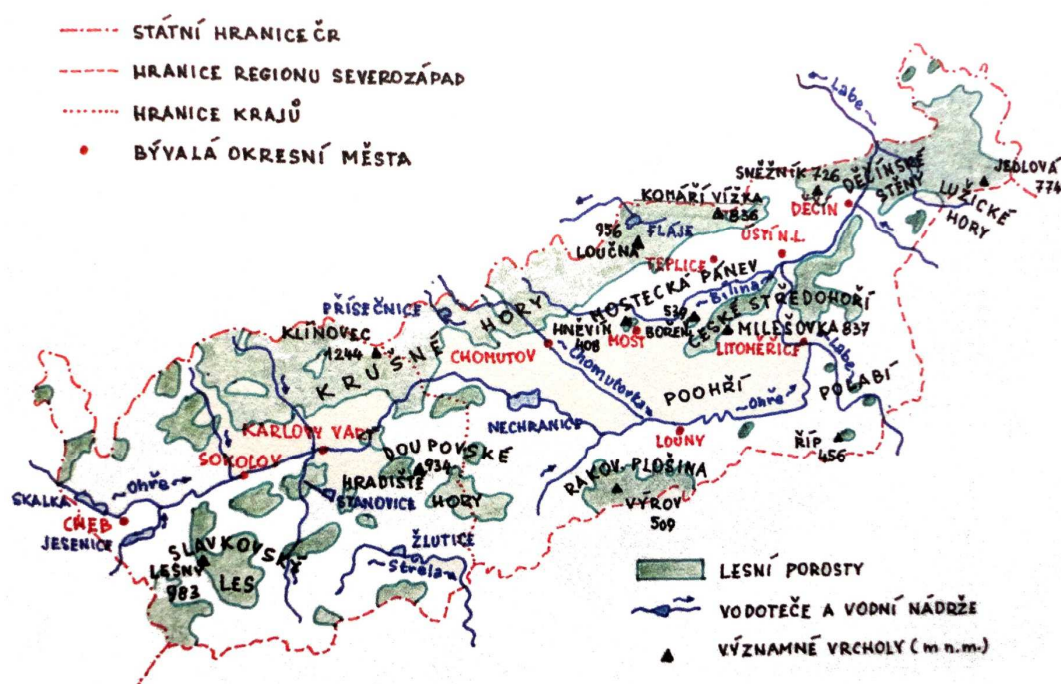 STÁTNÍ HRANICE ČR
HRANICE REGIONU SEVEROZÁPAD
HRANICE KRAJŮ
BÝVALÁ OKRESNÍ MĚSTA
Labe
SNĚŽNÍK 726
DĚČÍNSKÉ
STĚNY
JEDLOVÁ
774
LUŽICKÉ
HORY
DĚČÍN
KOMÁŘÍ VÍŽKA
836
FLÁJE
956
LOUČNÁ
ÚSTÍ N.L.
TEPLICE
MOSTECKÁ PÁNEV
Bílina
PŘÍSEČNICE
KRUŠNÉ HORY
KLÍNOVEC
1244
CHOMUTOV
HNĚVÍN
408
MOST
539
BOŘEŇ
ČESKÉ STŘEDOHOŘÍ
MILEŠOVKA 837
LITOMĚŘICE
Labe
POLABÍ
Chomutovka
POOHŘÍ
Ohře
NECHRANICE
LOUNY
ŘÍP
456
KARLOVY VARY
SOKOLOV
DOUPOVSKÉ
934
HRADIŠTĚ
HORY
STANOVICE
RAKOV. PLOŠINA
VÝROV
509
SKALKA
Ohře
CHEB
JESENICE
SLAVKOVSKÝ
LES
LESNÝ
983
ŽLUTICE
Střela
LESNÍ POROSTY
VODOTEČE A VODNÍ NÁDRŽE
VÝZNAMNÉ VRCHOLY (m n.m.)